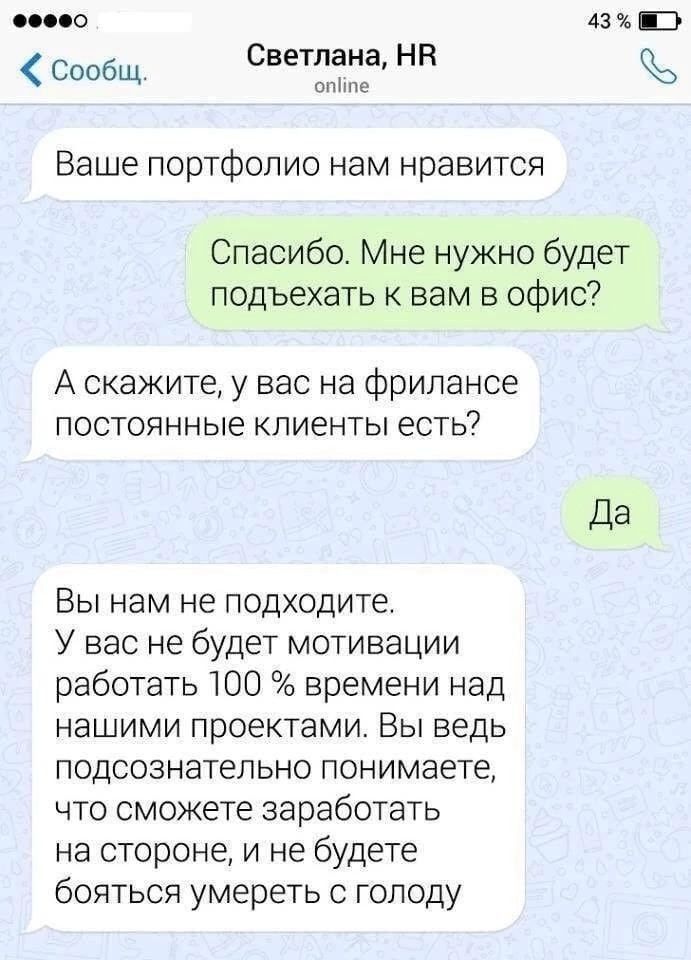 43 %
Сообщ.
Светлана, HR
online
Ваше портфолио нам нравится
Спасибо. Мне нужно будет
подъехать к вам в офис?
А скажите, у вас на фрилансе
постоянные клиенты есть?
Да
Вы нам не подходите.
У вас не будет мотивации
работать 100 % времени над
нашими проектами. Вы ведь
подсознательно понимаете,
что сможете заработать
на стороне, и не будете
бояться умереть с голоду